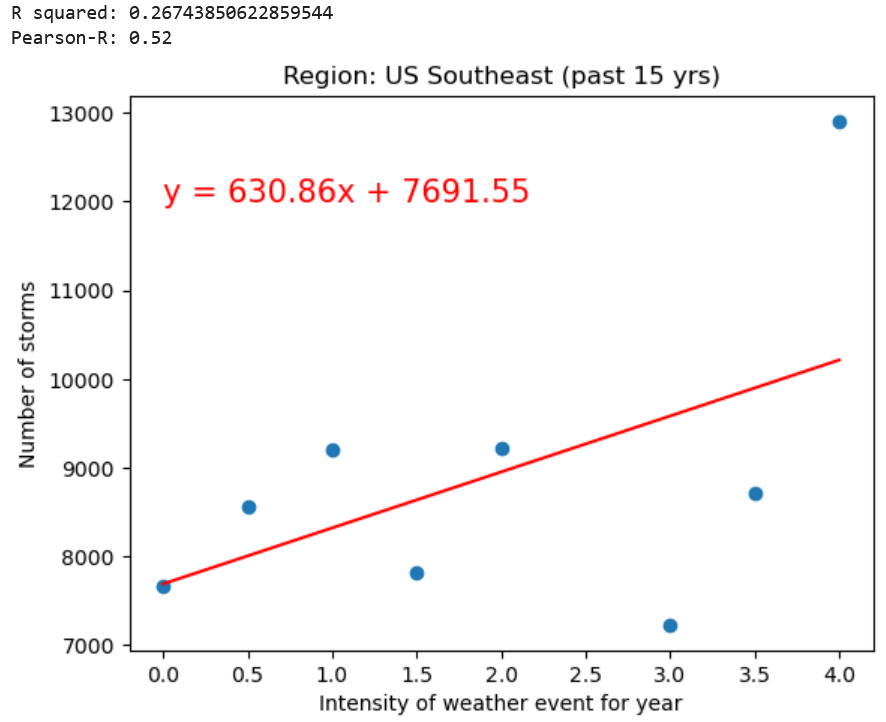 R squared: 0.26743850622859544
Pearson-R: 0.52
Region: US Southeast (past 15 yrs)
13000
y = 630.86x + 7691.55
12000
11000
10000
9000
8000
7000
Number of storms
0.0 0.5 1.0 1.5 2.0 2.5 3.0 3.5 4.0
Intensity of weather event for year